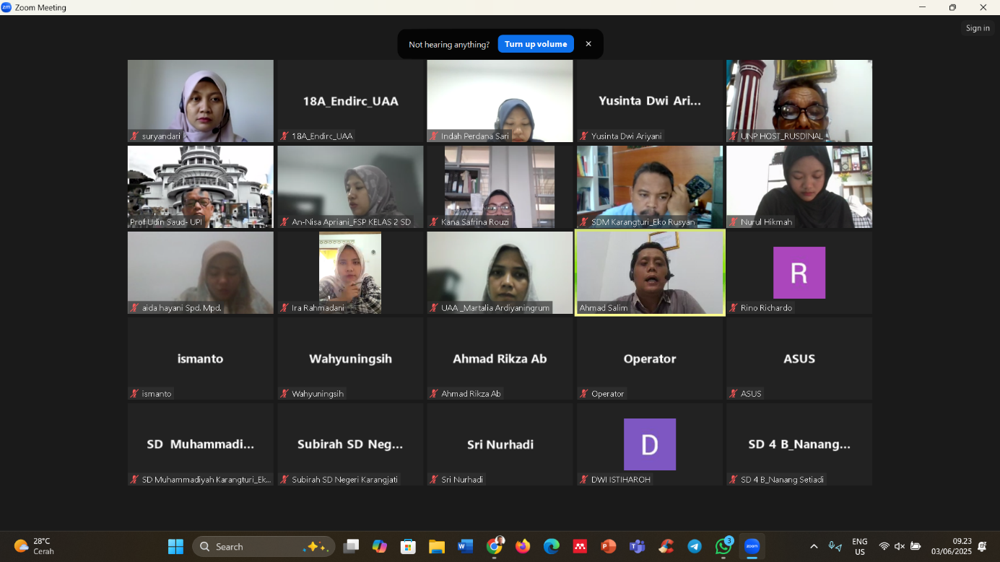 zm Zoom Meeting
Sign in
Not hearing anything? Turn up volume
suryandari
18A_Endirc_UAA
18A_Endirc_UAA
Indah Perdana Sari
Yusinta Dwi Ari...
Yusinta Dwi Ariyani
UNP HOST_RUSDINAL
Prof Udin Saud- UPI
An-Nisa Apriani_FSP KELAS 2 SD
Kana Safrina Rouzi
SDM Karangturi_Eko Rusyan
Nurul Hikmah
aida hayani Spd. Mpd.
Ira Rahmadani
UAA _Martalia Ardiyaningrum
Ahmad Salim
R
Rino Richardo
ismanto
ismanto
Wahyuningsih
Wahyuningsih
Ahmad Rikza Ab
Ahmad Rikza Ab
Operator
Operator
ASUS
ASUS
SD Muhammadi...
SD Muhammadiyah Karangturi_Ek...
Subirah SD Neg...
Subirah SD Negeri Karangjati
Sri Nurhadi
Sri Nurhadi
D
DWI ISTIHAROH
SD 4 B_Nanang...
SD 4 B_Nanang Setiadi
28°C
Cerah
Search
3
zoom
ENG
US
09.23
03/06/2025